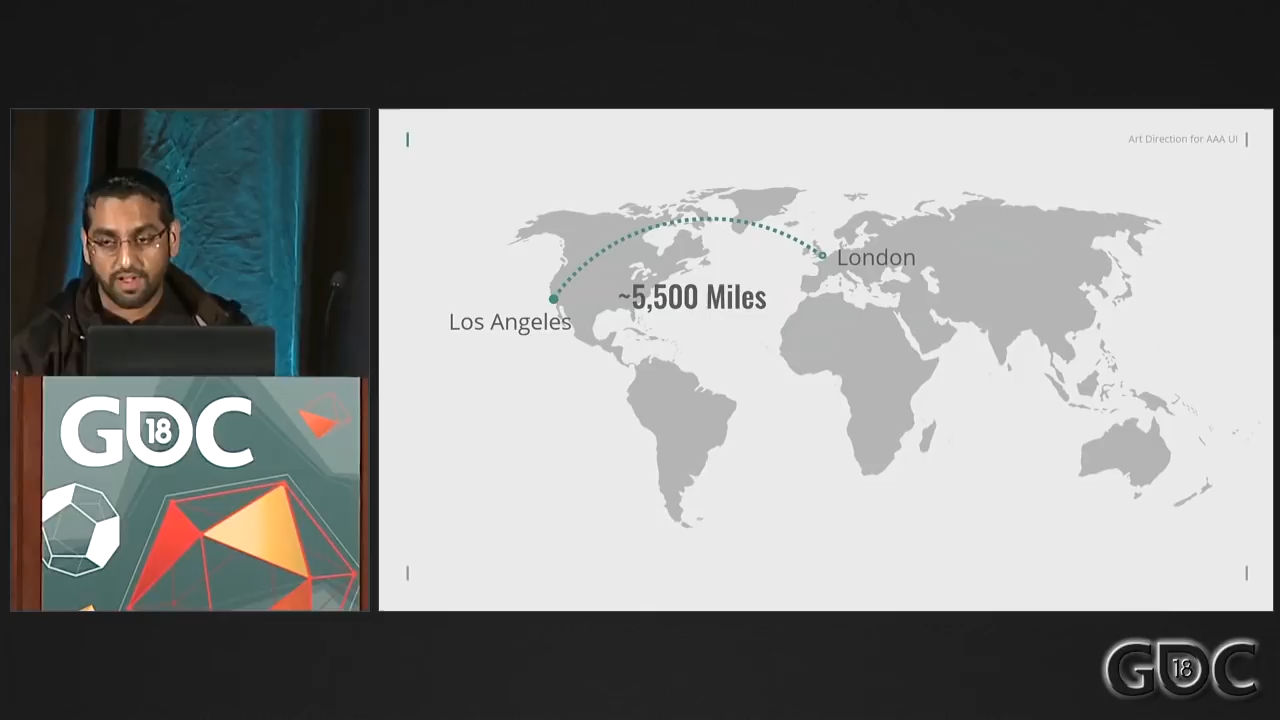 Art Direction for AAA UI
London
~5,500 Miles
Los Angeles
GDC
18
GDC
18